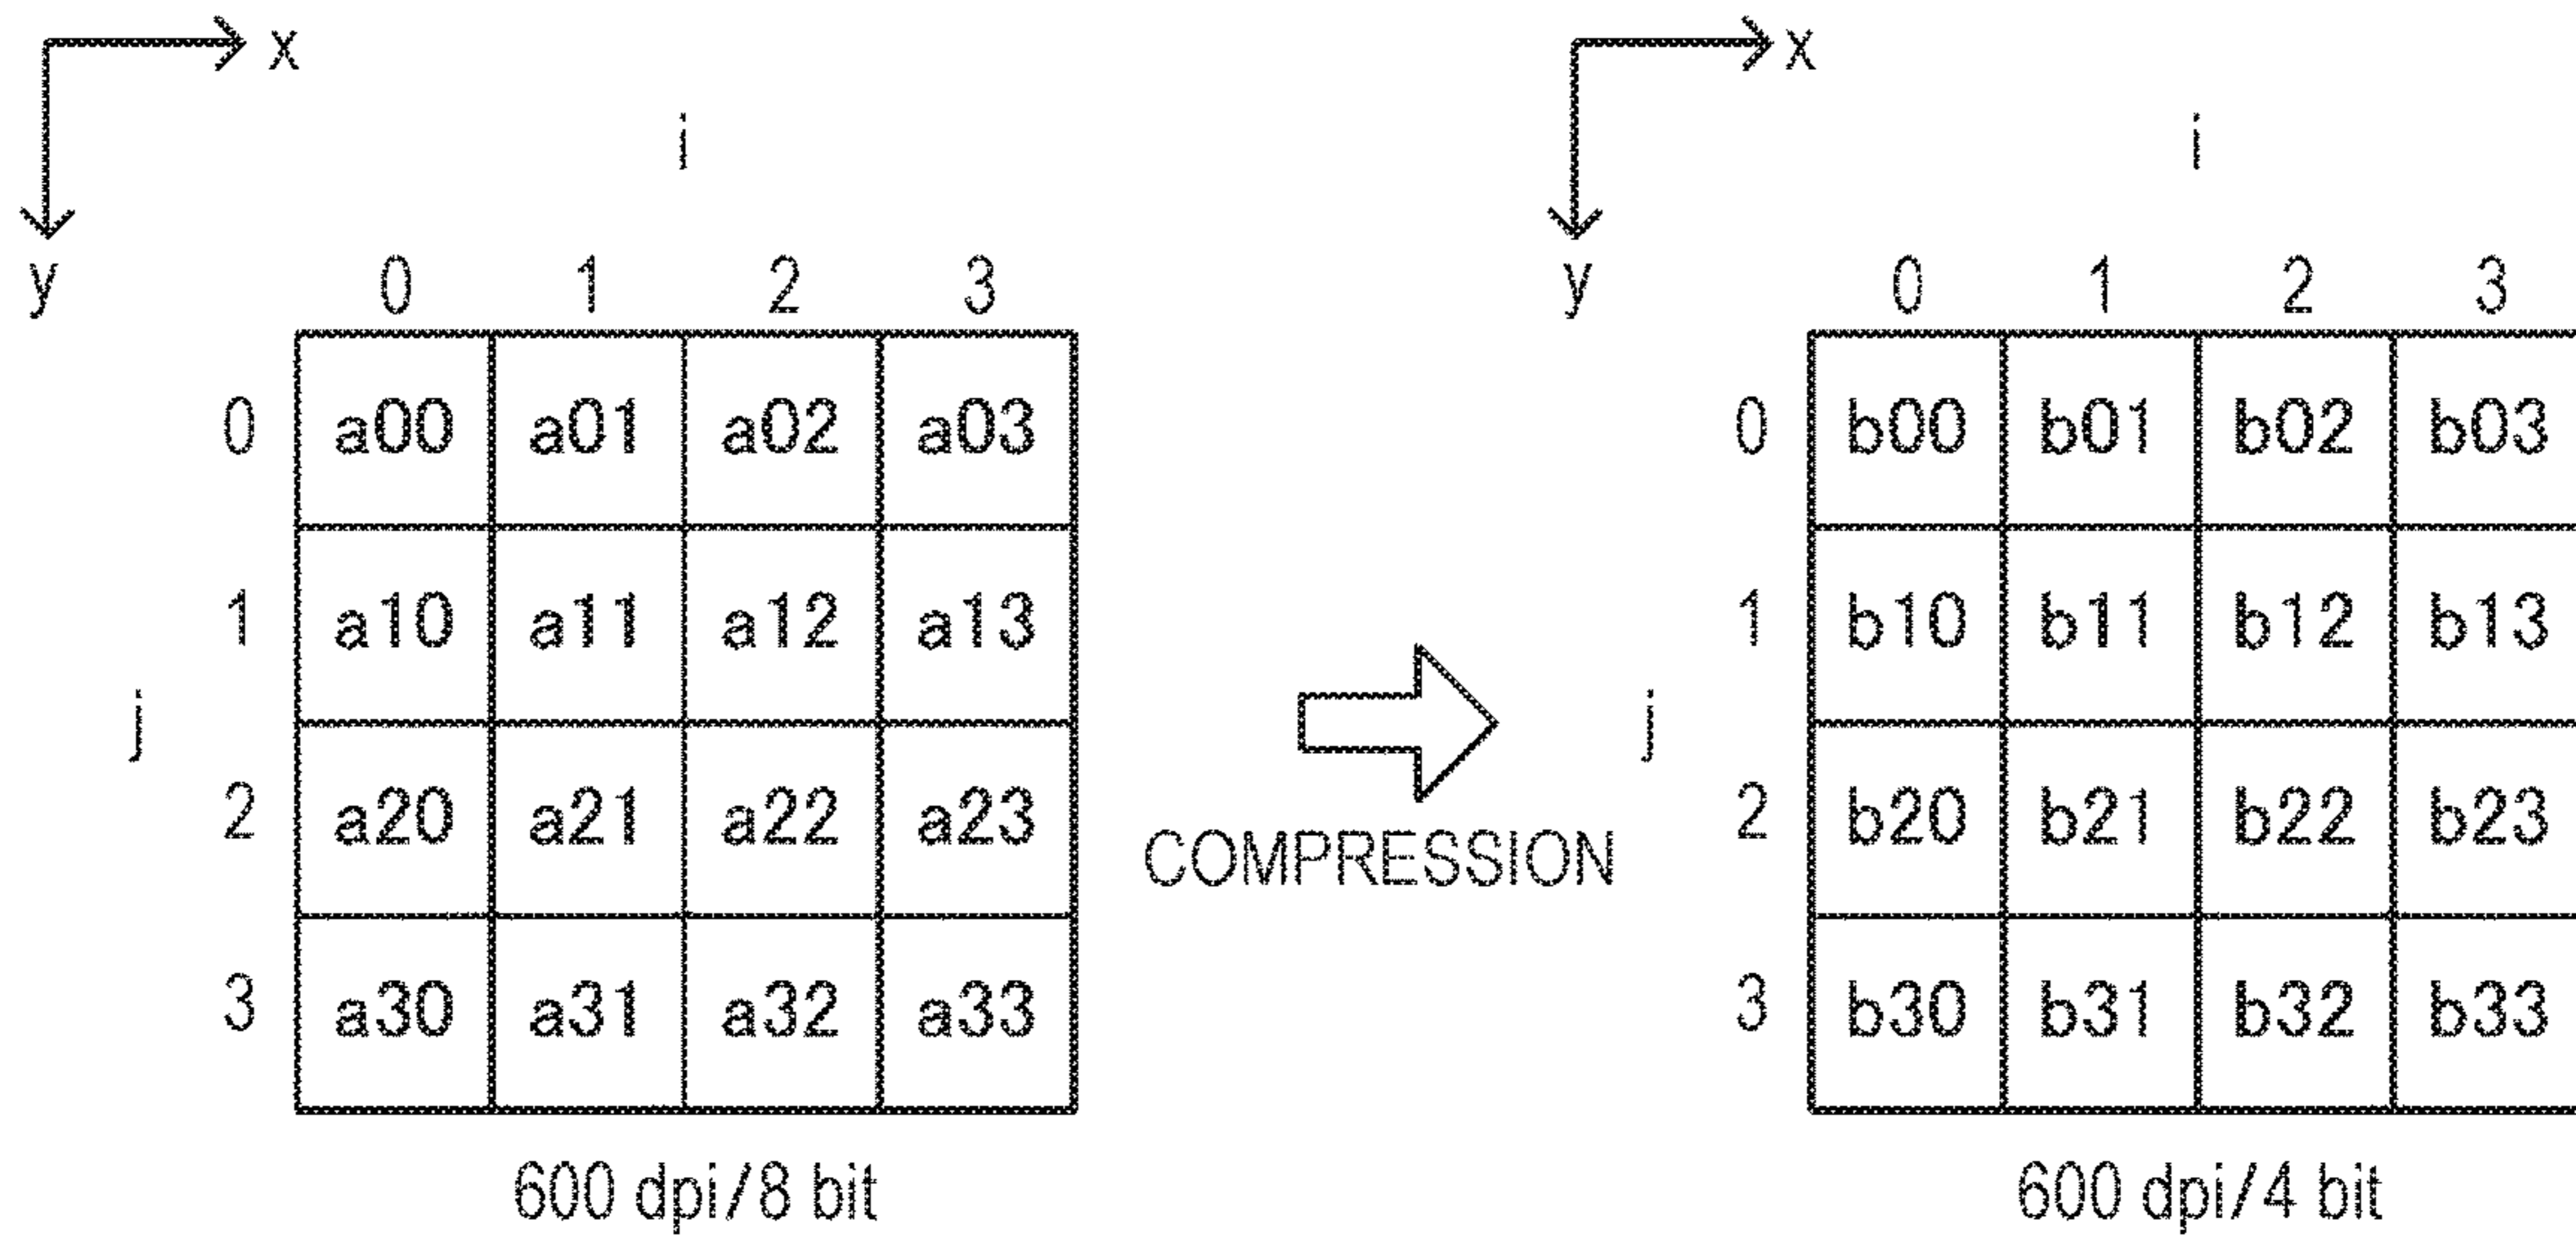 x x
i i
y y
0 1 2 3 0 1 2 3
0 a00 a01 a02 a03 0 b00 b01 b02 b03
1 a10 a11 a12 a13 1 b10 b11 b12 b13
j j
2 a20 a21 a22 a23 2 b20 b21 b22 b23
COMPRESSION
3 a30 a31 a32 a33 3 b30 b31 b32 b33
600 dpi/8 bit 600 dpi/4 bit